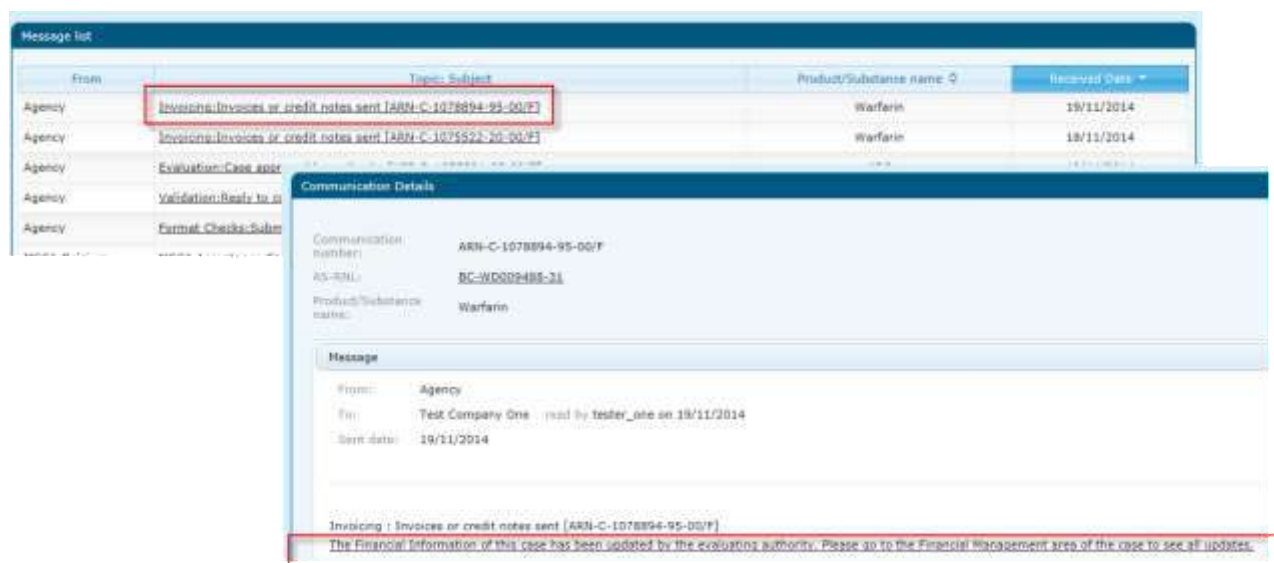 Message list
From Topic: Subject Product/Substance name Received Date
Agency Invoicing:Invoices or credit notes sent [ARN-C-1078894-95-00/F] Warfarin 19/11/2014
Agency Invoicing:Invoices or credit notes sent [ARN-C-1075522-20-00/F] Warfarin 18/11/2014
Agency Evaluation:Case
Agency Validation:Reply to
Agency Format Checks:
Communication Details
Communication number: ARN-C-1078894-95-00/F
AS-RNL: BC-WD009488-31
Product/Substance name: Warfarin
Message
From: Agency
To: Test Company One read by tester_one on 19/11/2014
Sent date: 19/11/2014
Invoicing : Invoices or credit notes sent [ARN-C-1078894-95-00/F]
The Financial Information of this case has been updated by the evaluating authority. Please go to the Financial Management area of the case to see all updates.